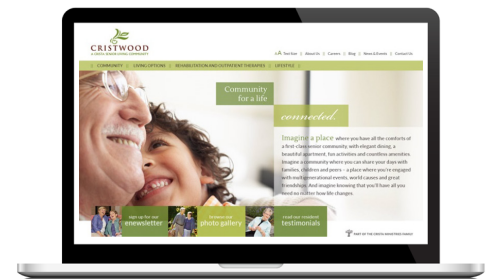 CRISTWOOD
A CRISTA SENIOR LIVING COMMUNITY
± A Text Size || About Us || Careers || Blog || News & Events || Contact Us
|| COMMUNITY || LIVING OPTIONS || REHABILITATION AND OUTPATIENT THERAPIES || LIFESTYLE ||
Community
for a life
connected.
Imagine a place where you have all the comforts of
a first-class senior community, with elegant dining, a
beautiful apartment, fun activities and countless amenities.
Imagine a community where you can share your days with
families, children and peers – a place where you're engaged
with multigenerational events, world causes and great
friendships. And imagine knowing that you'll have all you
need no matter how life changes.
sign up for our
enewsletter
browse our
photo gallery
read our resident
testimonials
PART OF THE CRISTA MINISTRIES FAMILY